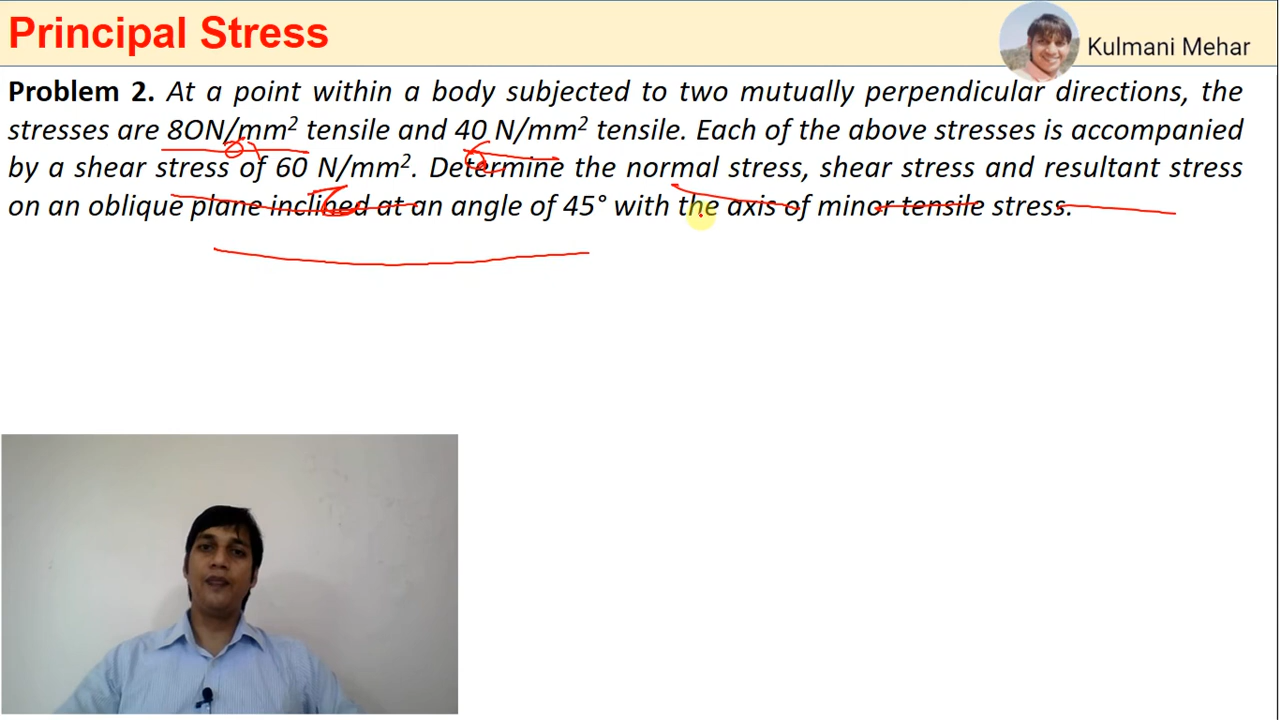 Principal Stress
Kulmani Mehar
Problem 2. At a point within a body subjected to two mutually perpendicular directions, the
stresses are 8ON/mm² tensile and 40 N/mm² tensile. Each of the above stresses is accompanied
by a shear stress of 60 N/mm². Determine the normal stress, shear stress and resultant stress
on an oblique plane inclined at an angle of 45° with the axis of minor tensile stress.